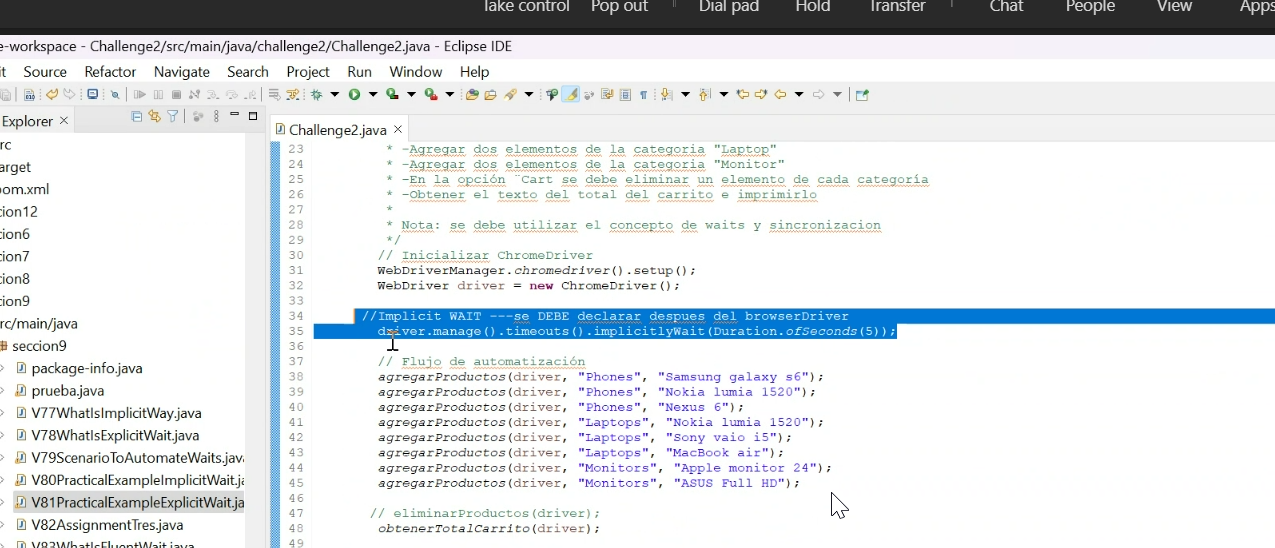 Take control Pop out Dial pad Hold Transfer Chat People View Apps
e-workspace - Challenge2/src/main/java/challenge2/Challenge2.java - Eclipse IDE
it Source Refactor Navigate Search Project Run Window Help
Explorer
Challenge2.java
rc
arget
om.xml
ion12
ion6
ion7
ion8
ion9
rc/main/java
seccion9
package-info.java
prueba.java
V77WhatIsImplicitWay.java
V78WhatIsExplicitWait.java
V79ScenarioToAutomateWaits.java
V80PracticalExampleImplicitWait.ja
V81PracticalExampleExplicitWait.ja
V82AssignmentTres.java
V83WhatIsFluentWait.java
23 * -Agregar dos elementos de la categoria "Laptop"
24 * -Agregar dos elementos de la categoria "Monitor"
25 * -En la opción ¨Cart se debe eliminar un elemento de cada categoría
26 * -Obtener el texto del total del carrito e imprimirlo
27 *
28 * Nota: se debe utilizar el concepto de waits y sincronizacion
29 */
30 // Inicializar ChromeDriver
31 WebDriverManager.chromedriver().setup();
32 WebDriver driver = new ChromeDriver();
33
34 //Implicit WAIT ---se DEBE declarar despues del browserDriver
35 driver.manage().timeouts().implicitlyWait(Duration.ofSeconds(5));
36
37 // Flujo de automatización
38 agregarProductos(driver, "Phones", "Samsung galaxy s6");
39 agregarProductos(driver, "Phones", "Nokia lumia 1520");
40 agregarProductos(driver, "Phones", "Nexus 6");
41 agregarProductos(driver, "Laptops", "Nokia lumia 1520");
42 agregarProductos(driver, "Laptops", "Sony vaio i5");
43 agregarProductos(driver, "Laptops", "MacBook air");
44 agregarProductos(driver, "Monitors", "Apple monitor 24");
45 agregarProductos(driver, "Monitors", "ASUS Full HD");
46
47 // eliminarProductos(driver);
48 obtenerTotalCarrito(driver);
49